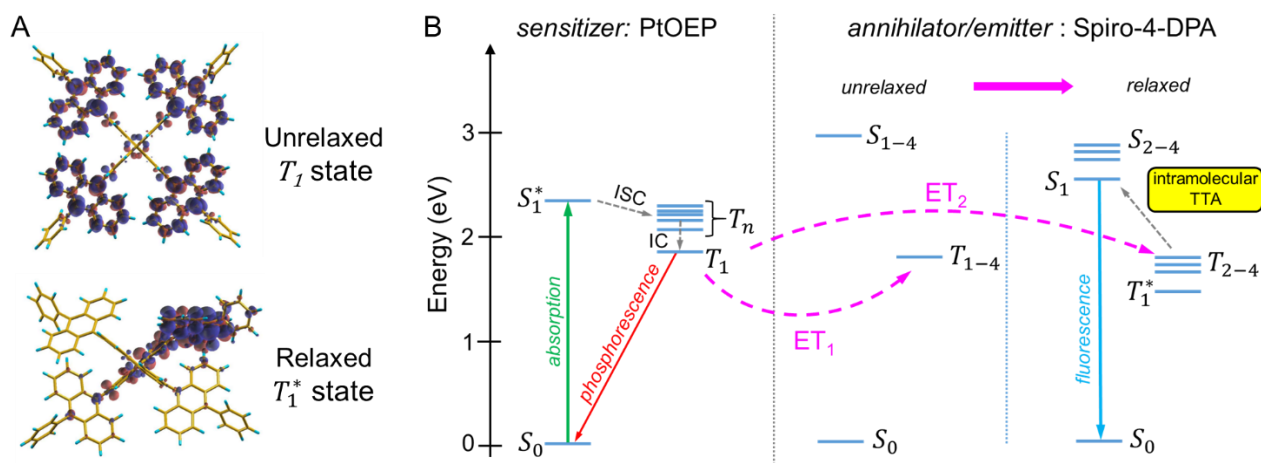 A
Unrelaxed
T₁ state
Relaxed
T₁* state
B
sensitizer: PtOEP
annihilator/emitter : Spiro-4-DPA
unrelaxed
relaxed
Energy (eV)
3
2
1
0
S₁*
ISC
IC
Tₙ
T₁
absorption
phosphorescence
S₀
ET₁
ET₂
S₁₋₄
T₁₋₄
S₀
S₂₋₄
S₁
intramolecular
TTA
T₂₋₄
T₁*
fluorescence
S₀